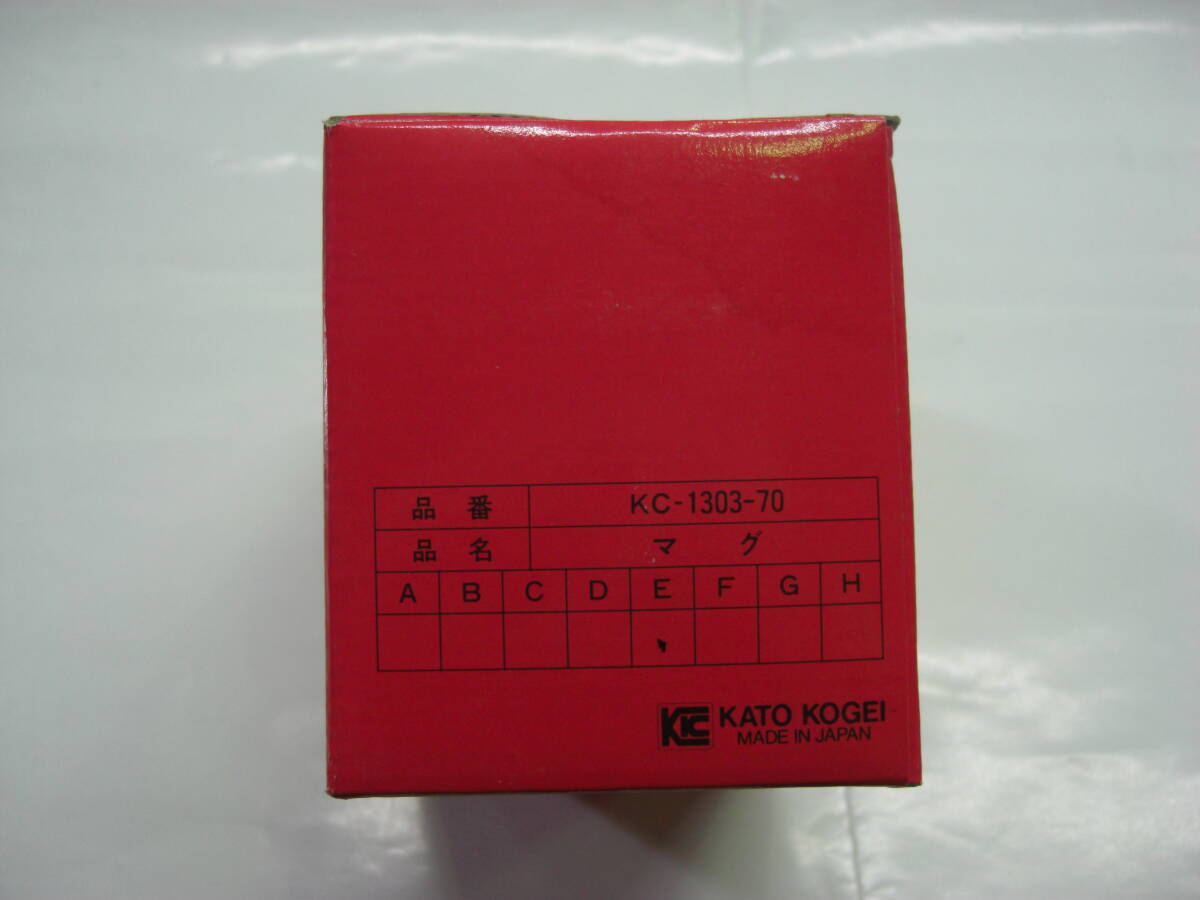 品番 KC-1303-70
品名 マグ
A B C D E F G H
KC KATO KOGEI
MADE IN JAPAN